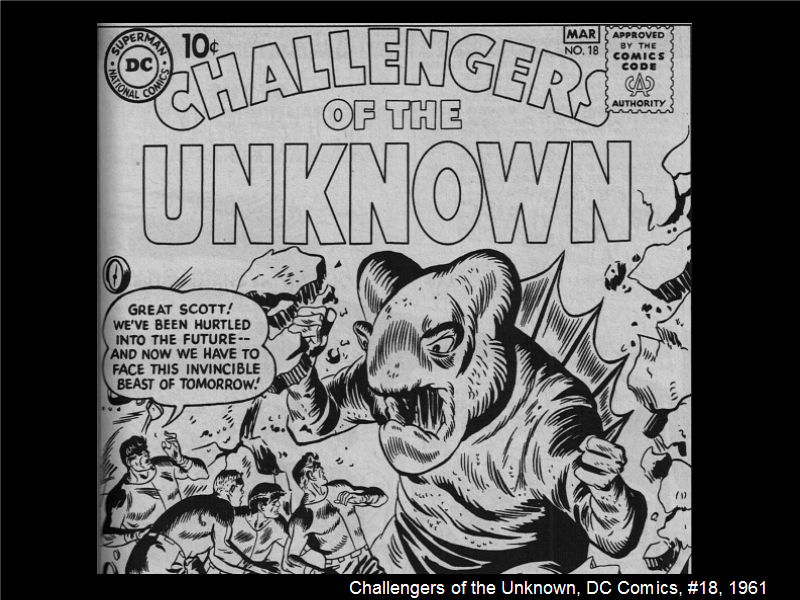 SUPERMAN
DC
NATIONAL COMICS
10¢
MAR
NO. 18
APPROVED
BY THE
COMICS
CODE
AUTHORITY
CHALLENGERS
OF THE
UNKNOWN
GREAT SCOTT!
WE'VE BEEN HURTLED
INTO THE FUTURE--
AND NOW WE HAVE TO
FACE THIS INVINCIBLE
BEAST OF TOMORROW!
Challengers of the Unknown, DC Comics, #18, 1961